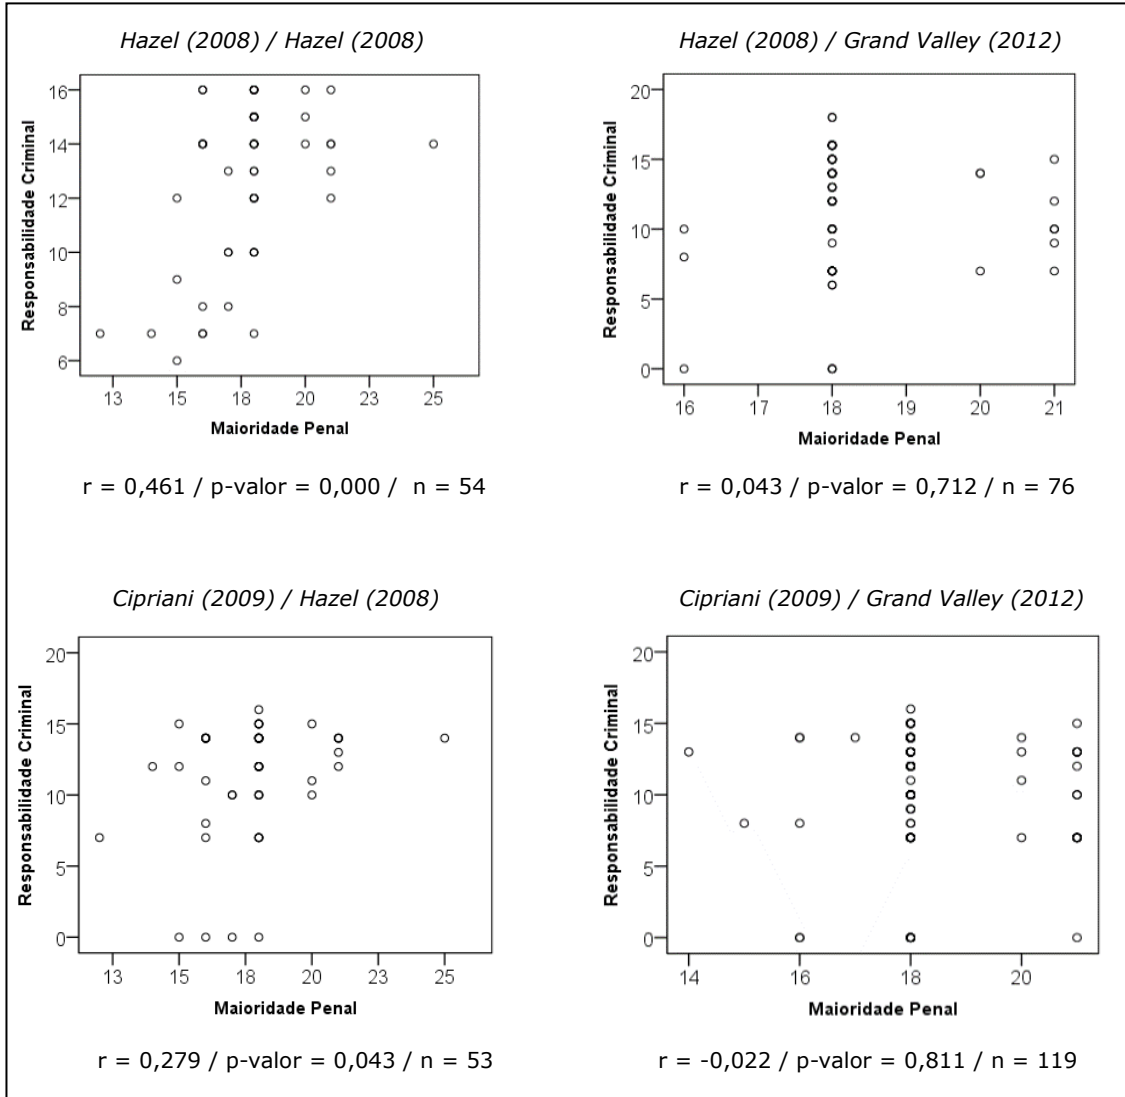 Hazel (2008) / Hazel (2008)
16
14
12
10
8
6
Responsabilidade Criminal
13 15 18 20 23 25
Maioridade Penal
r = 0,461 / p-valor = 0,000 / n = 54
Hazel (2008) / Grand Valley (2012)
20
15
10
5
0
Responsabilidade Criminal
16 17 18 19 20 21
Maioridade Penal
r = 0,043 / p-valor = 0,712 / n = 76
Cipriani (2009) / Hazel (2008)
20
15
10
5
0
Responsabilidade Criminal
13 15 18 20 23 25
Maioridade Penal
r = 0,279 / p-valor = 0,043 / n = 53
Cipriani (2009) / Grand Valley (2012)
20
15
10
5
0
Responsabilidade Criminal
14 16 18 20
Maioridade Penal
r = -0,022 / p-valor = 0,811 / n = 119